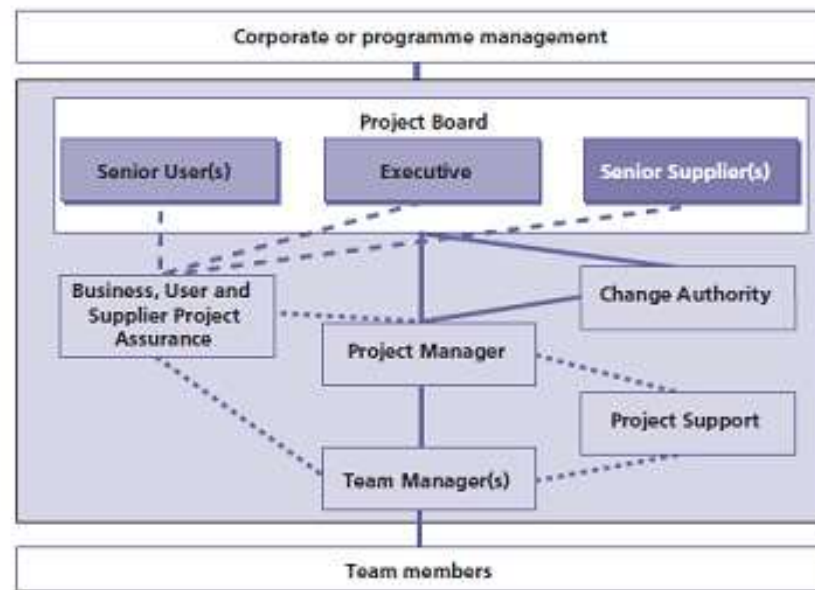 Corporate or programme management
Project Board
Senior User(s)
Executive
Senior Supplier(s)
Business, User and
Supplier Project
Assurance
Change Authority
Project Manager
Project Support
Team Manager(s)
Team members